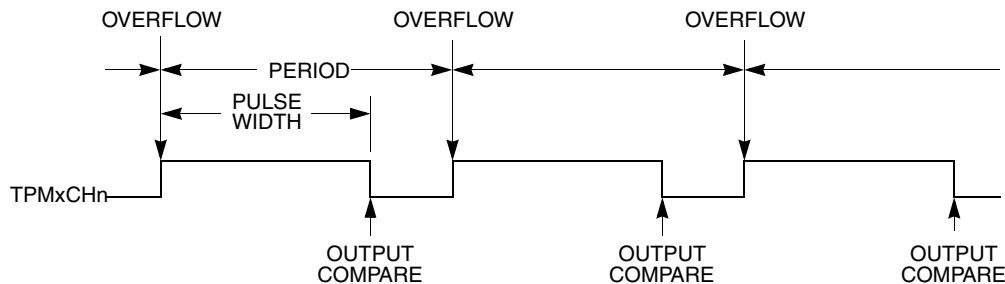 OVERFLOW
OVERFLOW
OVERFLOW
PERIOD
PULSE
WIDTH
TPMxCHn
OUTPUT
COMPARE
OUTPUT
COMPARE
OUTPUT
COMPARE